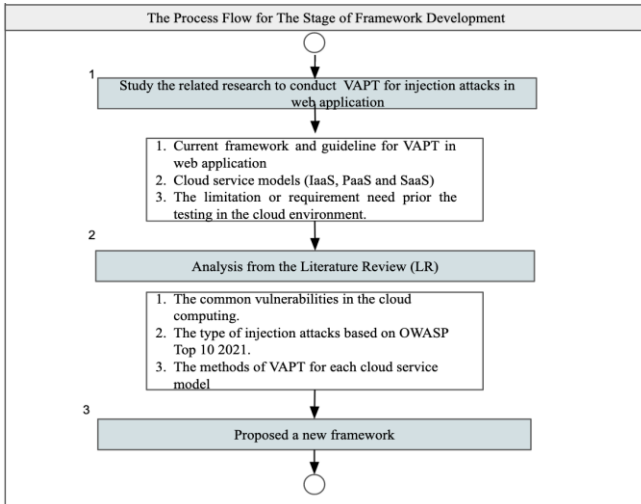 The Process Flow for The Stage of Framework Development
1
Study the related research to conduct VAPT for injection attacks in
web application
1. Current framework and guideline for VAPT in
web application
2. Cloud service models (IaaS, PaaS and SaaS)
3. The limitation or requirement need prior the
testing in the cloud environment.
2
Analysis from the Literature Review (LR)
1. The common vulnerabilities in the cloud
computing.
2. The type of injection attacks based on OWASP
Top 10 2021.
3. The methods of VAPT for each cloud service
model
3
Proposed a new framework